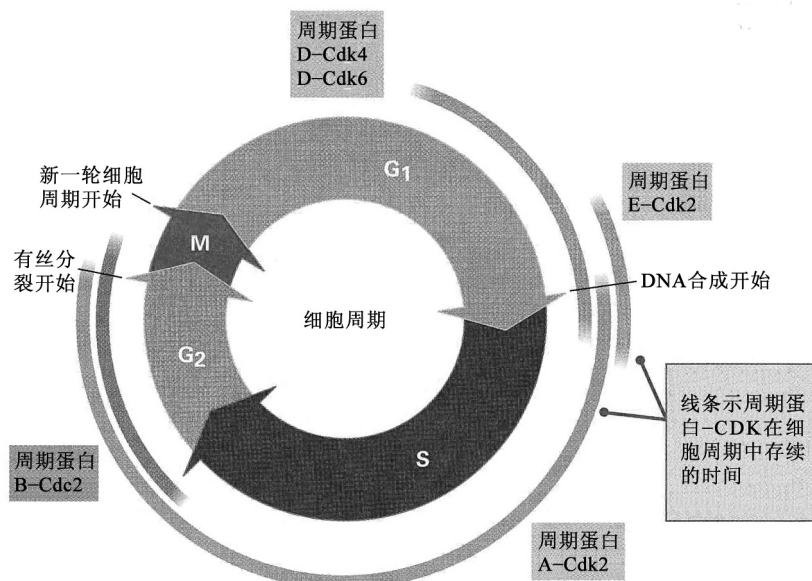 周期蛋白
D-Cdk4
D-Cdk6
G1
新一轮细胞
周期开始
周期蛋白
E-Cdk2
M
有丝分
裂开始
DNA合成开始
细胞周期
G2
线条示周期蛋
白-CDK在细
胞周期中存续
的时间
周期蛋白
B-Cdc2
S
周期蛋白
A-Cdk2